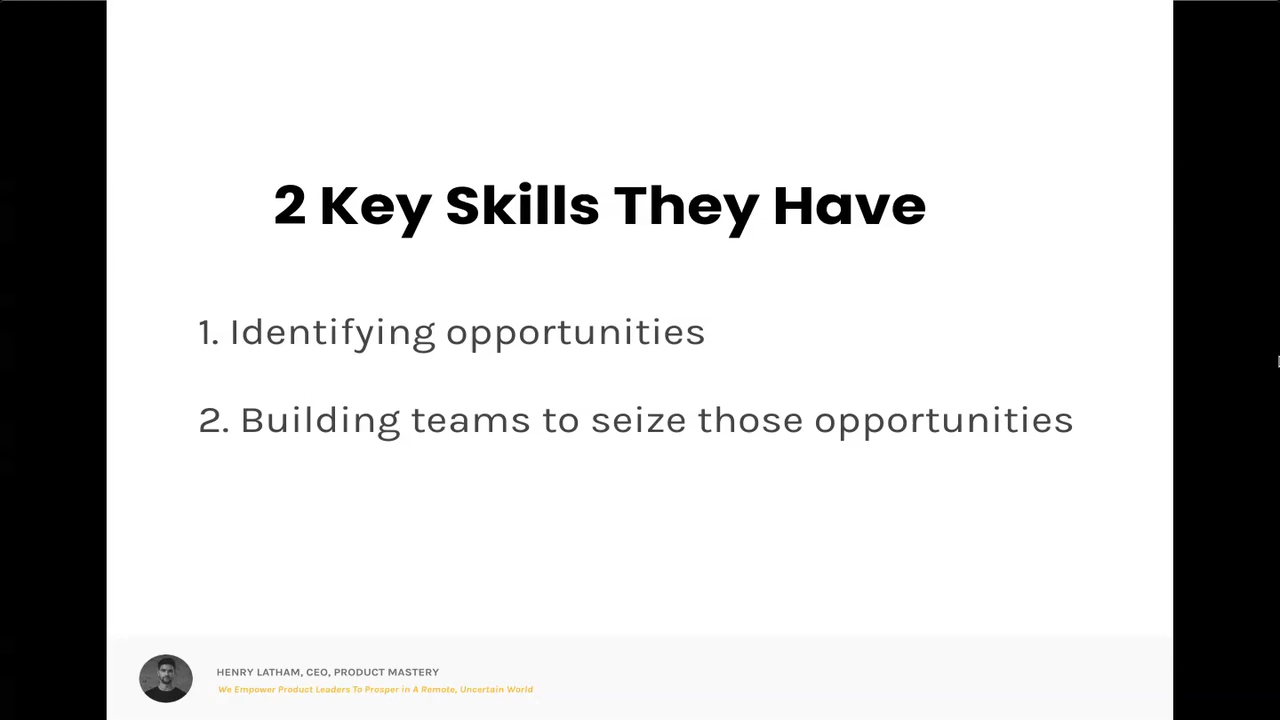 2 Key Skills They Have
1. Identifying opportunities
2. Building teams to seize those opportunities
HENRY LATHAM, CEO, PRODUCT MASTERY
We Empower Product Leaders To Prosper in A Remote, Uncertain World